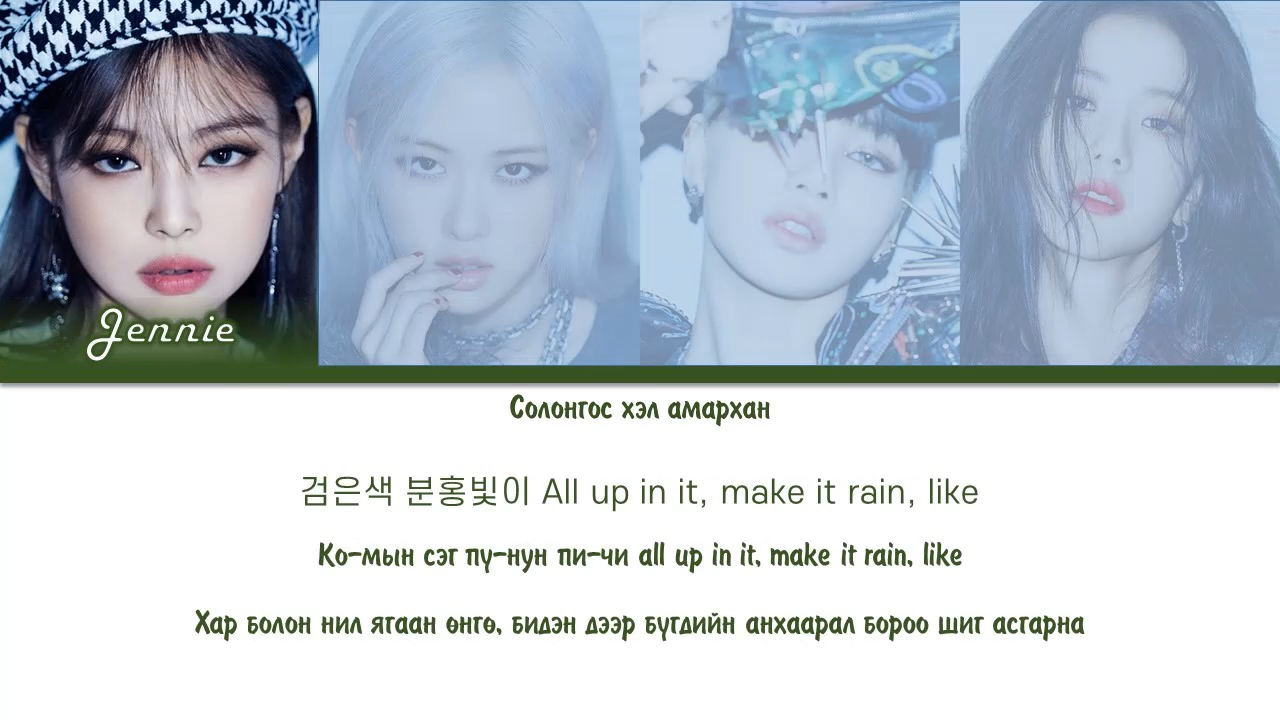 Jennie
Солонгос хэл амархан
검은색 분홍빛이 All up in it, make it rain, like
Ко-мын сэг пү-нун пи-чи all up in it, make it rain, like
Хар болон нил ягаан өнгө, бидэн дээр бүгдийн анхаарал бороо шиг асгарна